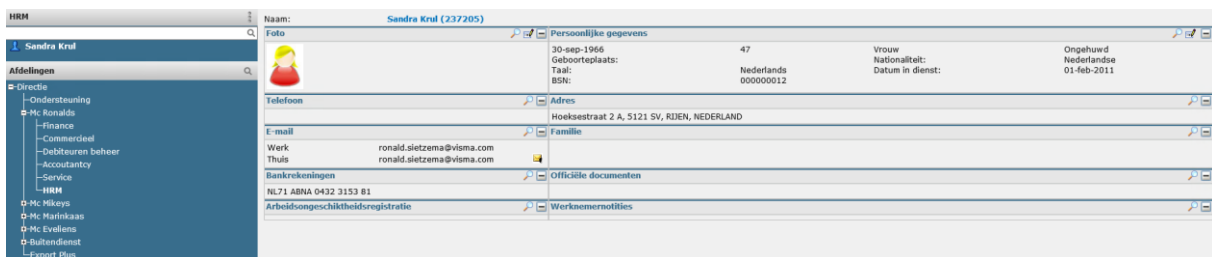 HRM
Sandra Krul
Afdelingen
Directie
Ondersteuning
Mc Ronalds
Finance
Commercieel
Debiteuren beheer
Accoutantcy
Service
HRM
Mc Mikeys
Mc Marinkaas
Mc Eveliens
Buitendienst
Export Plus
Naam: Sandra Krul (237205)
Foto
Persoonlijke gegevens
30-sep-1966 47 Vrouw Ongehuwd
Geboorteplaats: Nationaliteit: Nederlandse
Taal: Nederlands Datum in dienst: 01-feb-2011
BSN: 000000012
Telefoon
Adres
Hoeksestraat 2 A, 5121 SV, RIJEN, NEDERLAND
E-mail
Familie
Werk ronald.sietzema@visma.com
Thuis ronald.sietzema@visma.com
Bankrekeningen
Officiële documenten
NL71 ABNA 0432 3153 81
Arbeidsongeschiktheidsregistratie
Werknemernotities